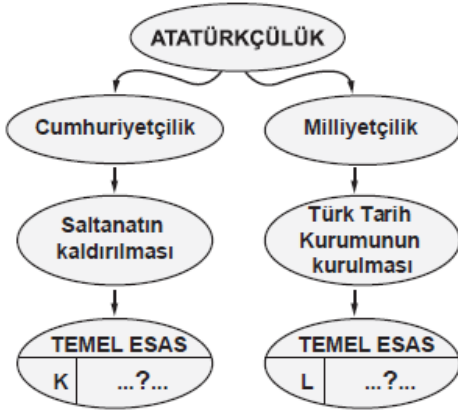 ATATÜRKÇÜLÜK
Cumhuriyetçilik
Milliyetçilik
Saltanatın
kaldırılması
Türk Tarih
Kurumunun
kurulması
TEMEL ESAS
K ...?...
TEMEL ESAS
L ...?...